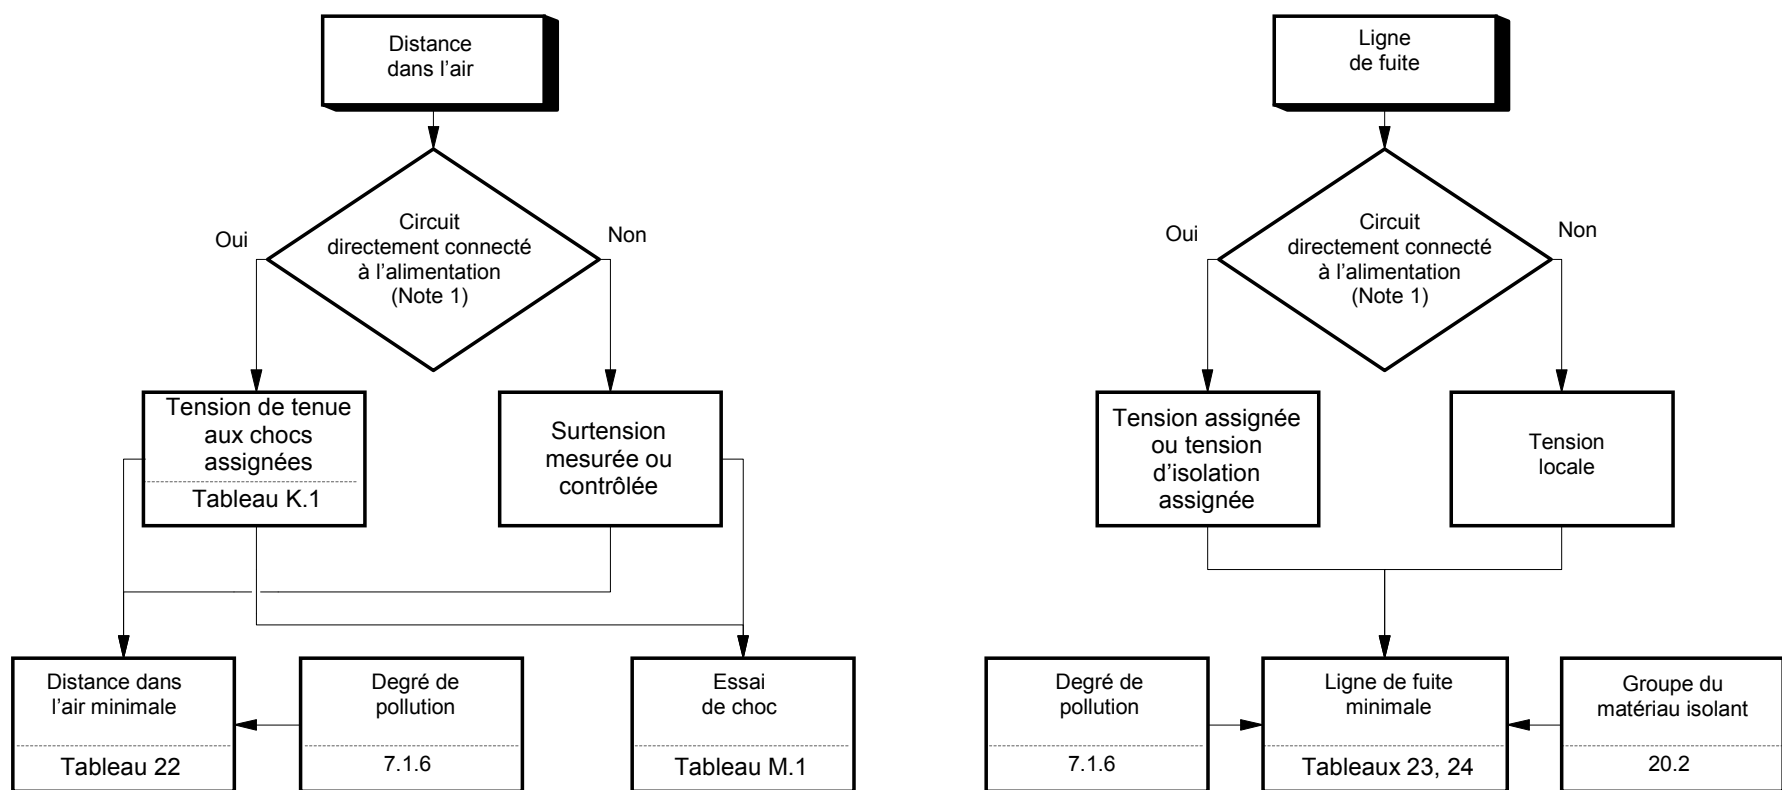 Distance
dans l'air
Circuit
directement connecté
à l'alimentation
(Note 1)
Oui
Non
Tension de tenue
aux chocs
assignées
Tableau K.1
Surtension
mesurée ou
contrôlée
Distance dans
l'air minimale
Tableau 22
Degré de
pollution
7.1.6
Essai
de choc
Tableau M.1
Ligne
de fuite
Circuit
directement connecté
à l'alimentation
(Note 1)
Oui
Non
Tension assignée
ou tension
d'isolation
assignée
Tension
locale
Degré de
pollution
7.1.6
Ligne de fuite
minimale
Tableaux 23, 24
Groupe du
matériau isolant
20.2